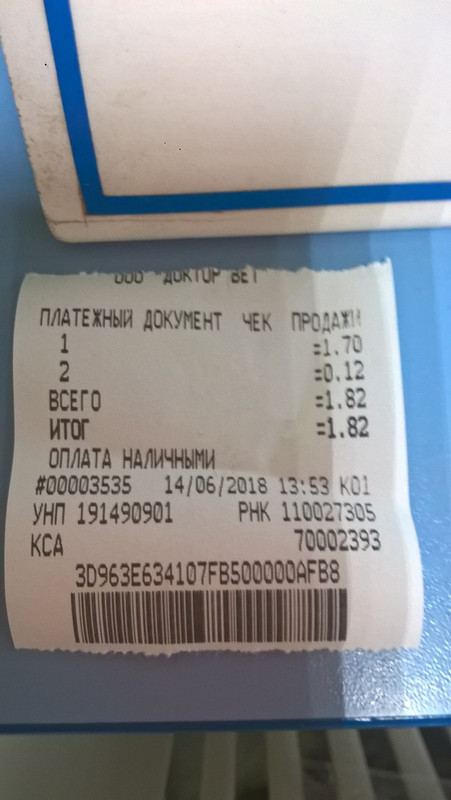 ООО "ДОКТОР ВЕТ
ПЛАТЕЖНЫЙ ДОКУМЕНТ ЧЕК ПРОДАЖИ
1 =1.70
2 =0.12
ВСЕГО =1.82
ИТОГ =1.82
ОПЛАТА НАЛИЧНЫМИ
#00003535 14/06/2018 13:53 К01
УНП 191490901 РНК 110027305
КСА 70002393
3D963E634107FB500000AFB8